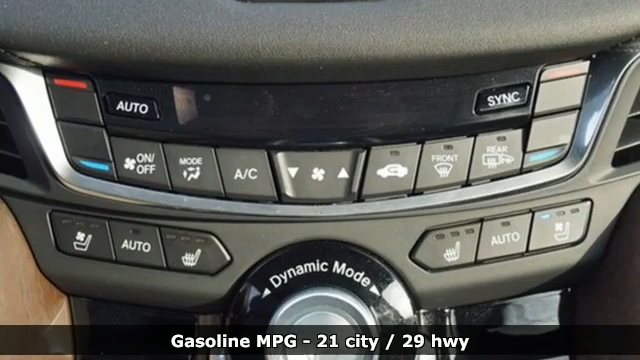 AUTO
SYNC
ON/
OFF
MODE
A/C
FRONT
REAR
AUTO
AUTO
Dynamic Mode
Gasoline MPG - 21 city / 29 hwy